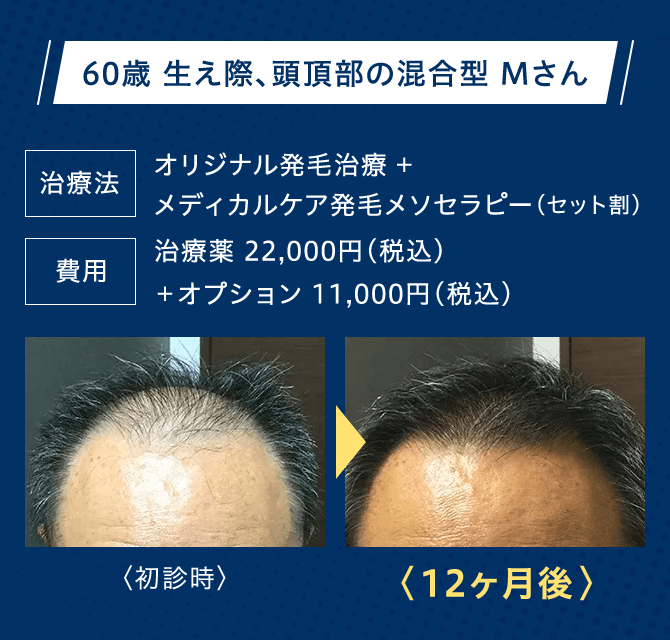 60歳 生え際、頭頂部の混合型 Mさん
治療法
オリジナル発毛治療 +
メディカルケア発毛メソセラピー（セット割）
費用
治療薬 22,000円（税込）
＋オプション 11,000円（税込）
〈初診時〉
〈12ヶ月後〉